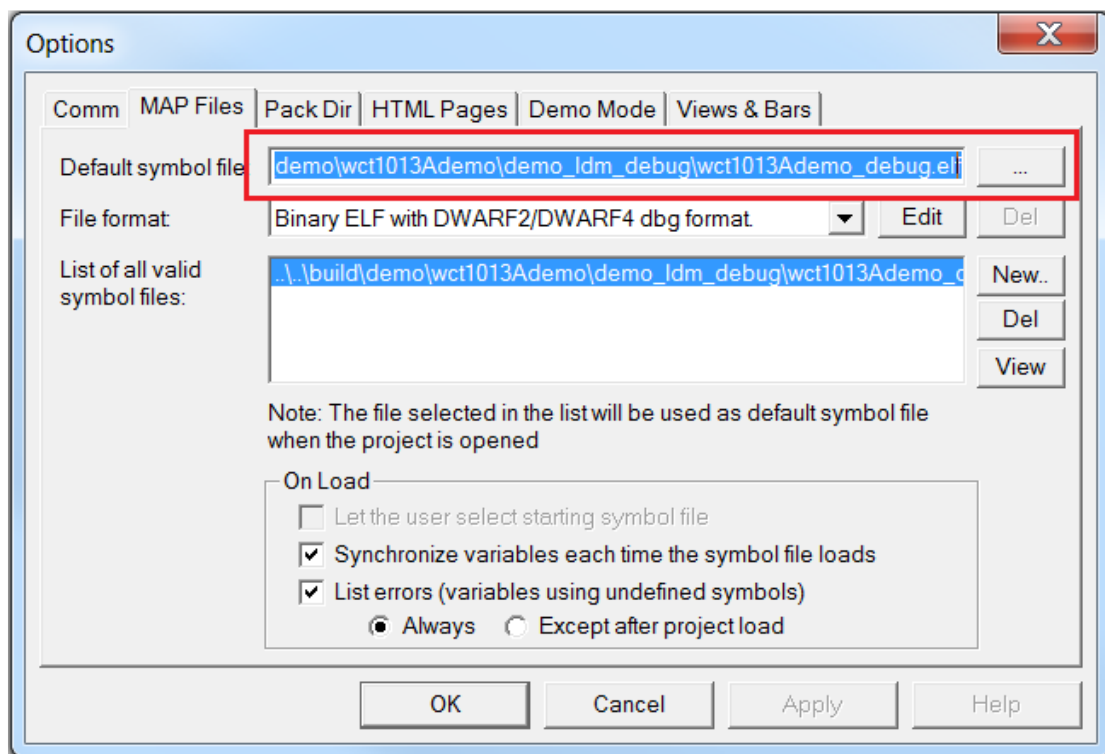 Options
Comm MAP Files Pack Dir HTML Pages Demo Mode Views & Bars
Default symbol file demo\wct1013Ademo\demo_ldm_debug\wct1013Ademo_debug.elf ...
File format: Binary ELF with DWARF2/DWARF4 dbg format. Edit Del
List of all valid
symbol files:
..\..\build\demo\wct1013Ademo\demo_ldm_debug\wct1013Ademo_d
New..
Del
View
Note: The file selected in the list will be used as default symbol file
when the project is opened
On Load
Let the user select starting symbol file
Synchronize variables each time the symbol file loads
List errors (variables using undefined symbols)
Always Except after project load
OK Cancel Apply Help